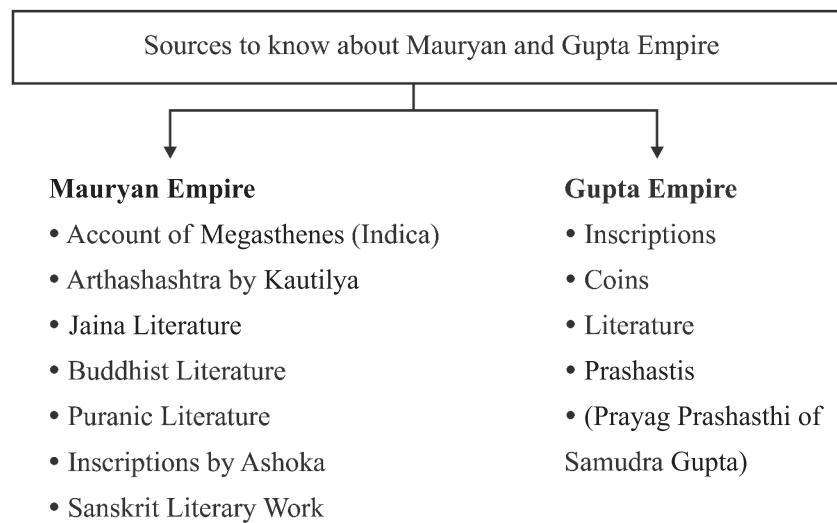 Sources to know about Mauryan and Gupta Empire
Mauryan Empire
• Account of Megasthenes (Indica)
• Arthashashtra by Kautilya
• Jaina Literature
• Buddhist Literature
• Puranic Literature
• Inscriptions by Ashoka
• Sanskrit Literary Work
Gupta Empire
• Inscriptions
• Coins
• Literature
• Prashastis
• (Prayag Prashasthi of
Samudra Gupta)